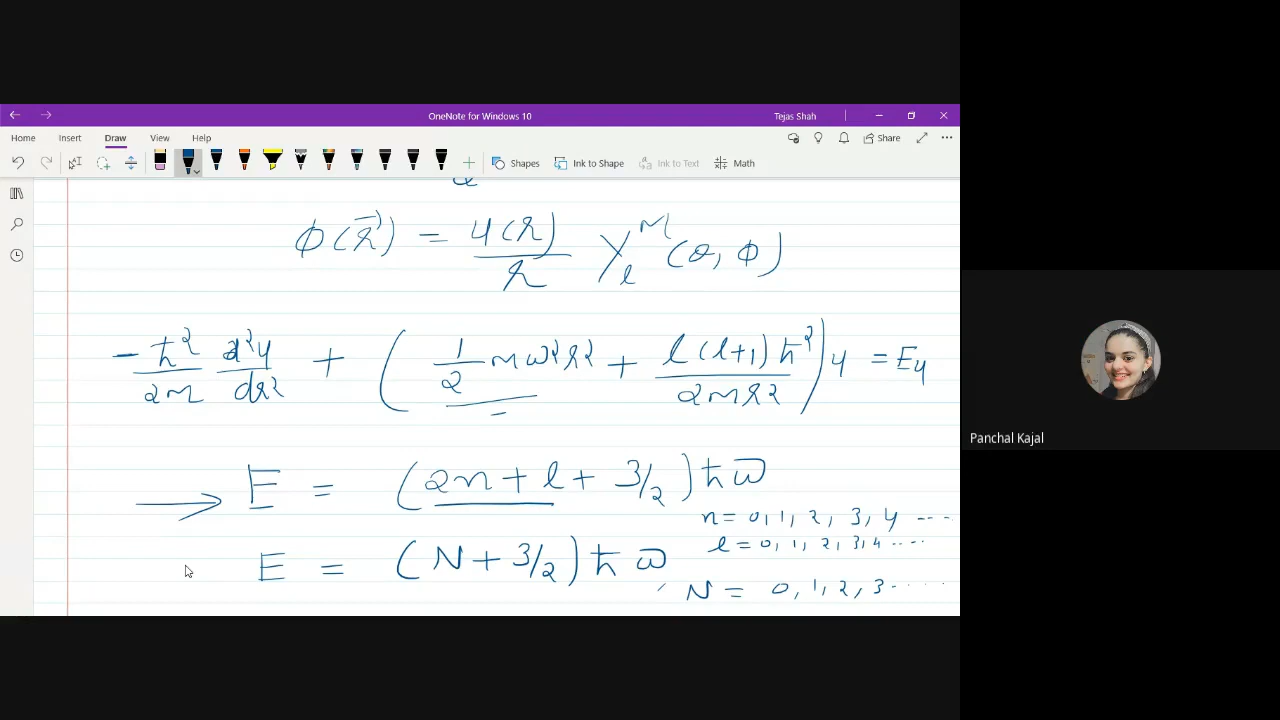 OneNote for Windows 10
Tejas Shah
Home Insert Draw View Help
Share
Shapes Ink to Shape Ink to Text Math
ϕ(r⃗) = u(r)/r Y_l^m (θ, ϕ)
-ħ²/2m d²u/dr² + (1/2 mω²r² + l(l+1)ħ²/2mr²) u = Eu
Panchal Kajal
→ E = (2n + l + 3/2) ħω
n = 0, 1, 2, 3, 4 ----
l = 0, 1, 2, 3, 4 ----
E = (N + 3/2) ħω
N = 0, 1, 2, 3 ------